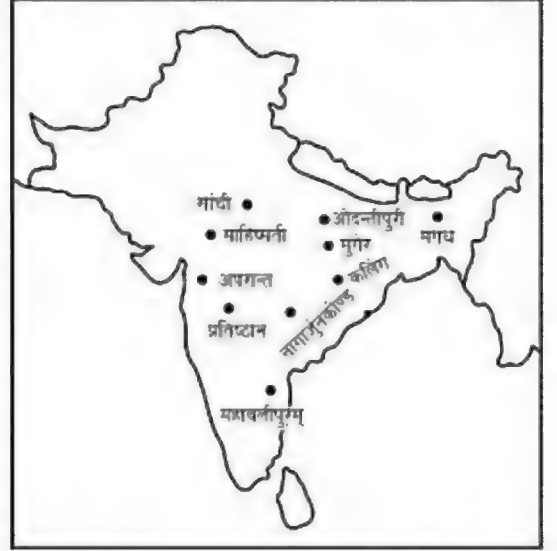 सांची
ओदन्तीपुरी
मगध
माहिष्मती
मुंगेर
अपरान्त
कलिंग
नागार्जुनकोण्ड
प्रतिष्ठान
महाबलीपुरम्